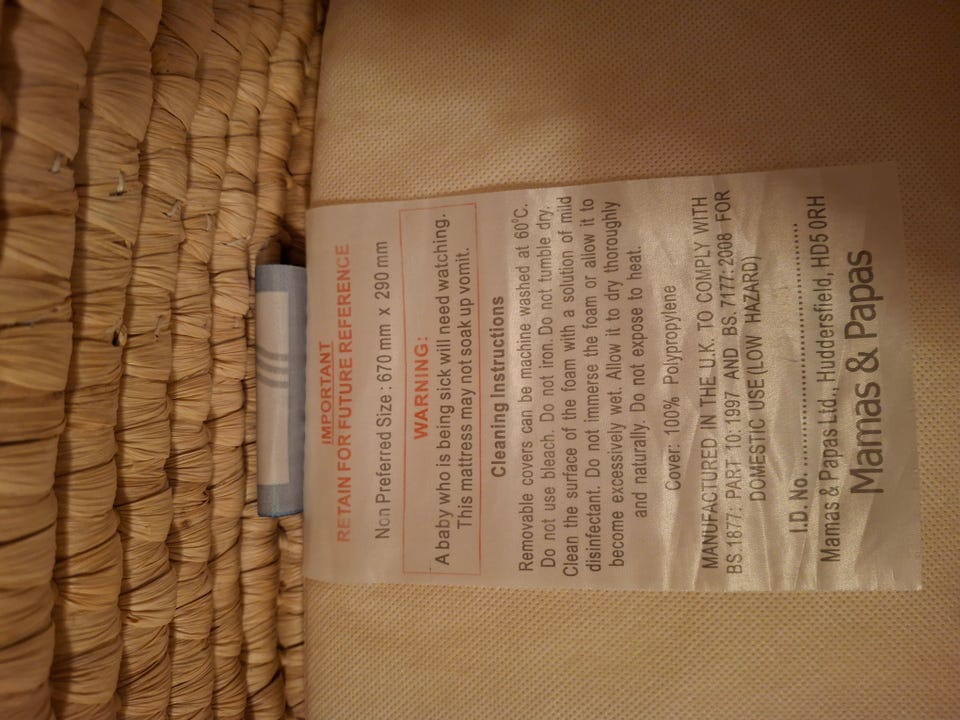 IMPORTANT
RETAIN FOR FUTURE REFERENCE
Non Preferred Size : 670 mm x 290 mm
WARNING:
A baby who is being sick will need watching.
This mattress may not soak up vomit.
Cleaning Instructions
Removable covers can be machine washed at 60°C.
Do not use bleach. Do not iron. Do not tumble dry.
Clean the surface of the foam with a solution of mild
disinfectant. Do not immerse the foam or allow it to
become excessively wet. Allow it to dry thoroughly
and naturally. Do not expose to heat.
Cover: 100% Polypropylene
MANUFACTURED IN THE U.K. TO COMPLY WITH
BS 1877: PART 10: 1997 AND BS. 7177: 2008 FOR
DOMESTIC USE (LOW HAZARD)
I.D. No. ..............................
Mamas & Papas Ltd., Huddersfield, HD5 0RH
Mamas & Papas